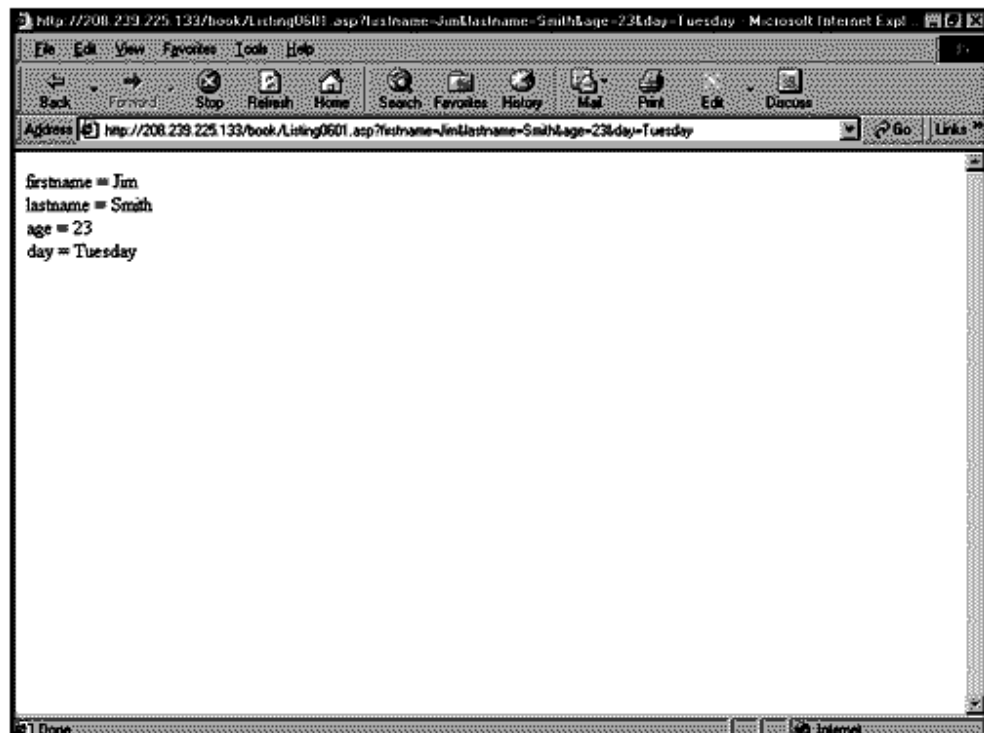 http://208.239.225.133/book/Listing0601.asp?firstname=Jim&lastname=Smith&age=23&day=Tuesday - Microsoft Internet Expl...
File Edit View Favorites Tools Help
Back Forward Stop Refresh Home Search Favorites History Mail Print Edit Discuss
Address http://208.239.225.133/book/Listing0601.asp?firstname=Jim&lastname=Smith&age=23&day=Tuesday Go Links »
firstname = Jim
lastname = Smith
age = 23
day = Tuesday
Done Internet